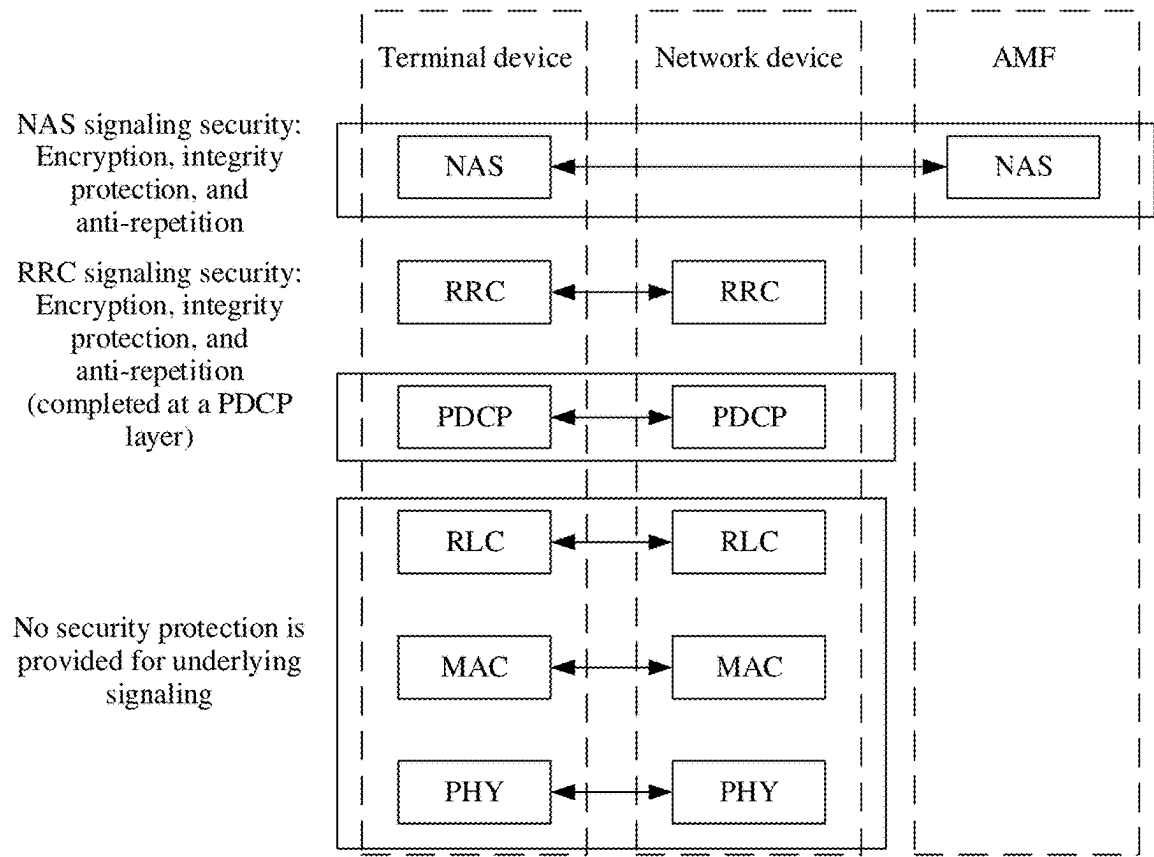 Terminal device
Network device
AMF
NAS signaling security:
Encryption, integrity
protection, and
anti-repetition
NAS
NAS
RRC signaling security:
Encryption, integrity
protection, and
anti-repetition
(completed at a PDCP
layer)
RRC
RRC
PDCP
PDCP
No security protection is
provided for underlying
signaling
RLC
RLC
MAC
MAC
PHY
PHY